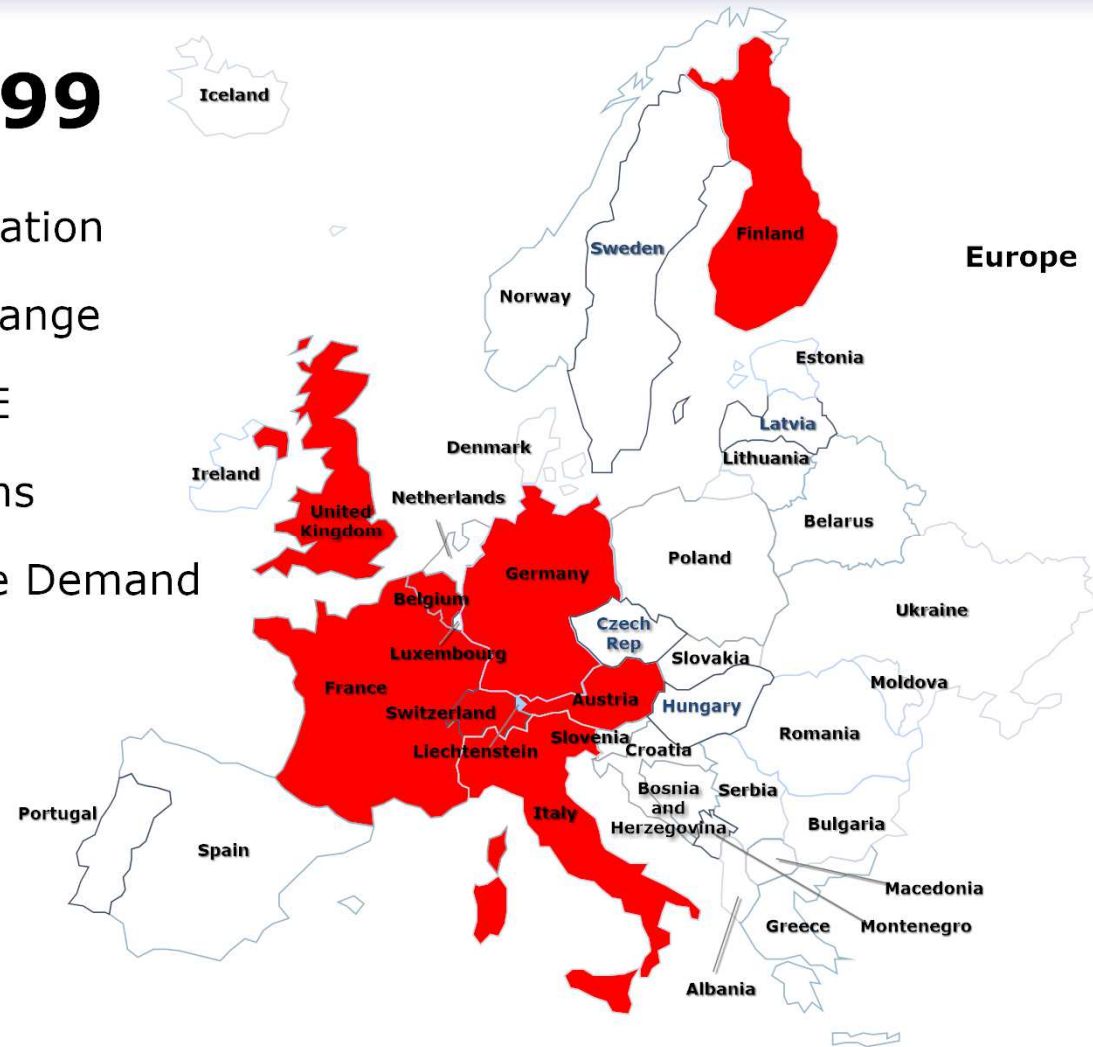 99
Iceland
ation
Finland
Sweden
Europe
Norway
ange
Estonia
E
Latvia
Denmark
Lithuania
Ireland
Netherlands
ns
United
Kingdom
Belarus
Poland
Germany
e Demand
Belgium
Ukraine
Czech
Rep
Luxembourg
Slovakia
Moldova
France
Austria
Hungary
Switzerland
Slovenia
Romania
Liechtenstein
Croatia
Bosnia
and
Herzegovina
Serbia
Portugal
Italy
Bulgaria
Spain
Macedonia
Greece
Montenegro
Albania